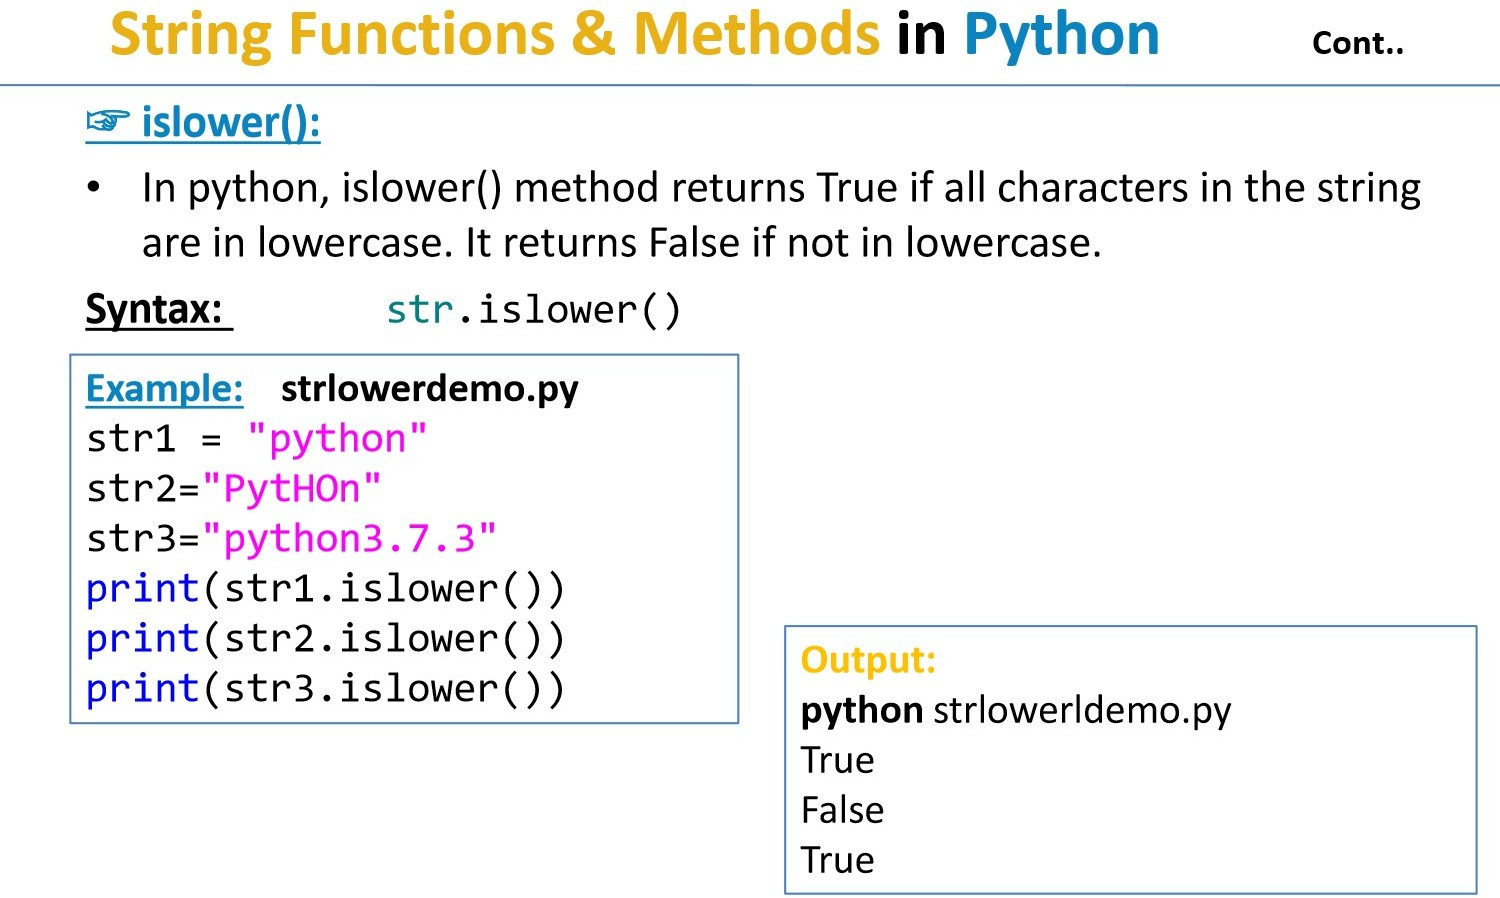 String Functions & Methods in Python Cont..
☞ islower():
• In python, islower() method returns True if all characters in the string
are in lowercase. It returns False if not in lowercase.
Syntax: str.islower()
Example: strlowerdemo.py
str1 = "python"
str2="PytHOn"
str3="python3.7.3"
print(str1.islower())
print(str2.islower())
print(str3.islower())
Output:
python strlowerldemo.py
True
False
True